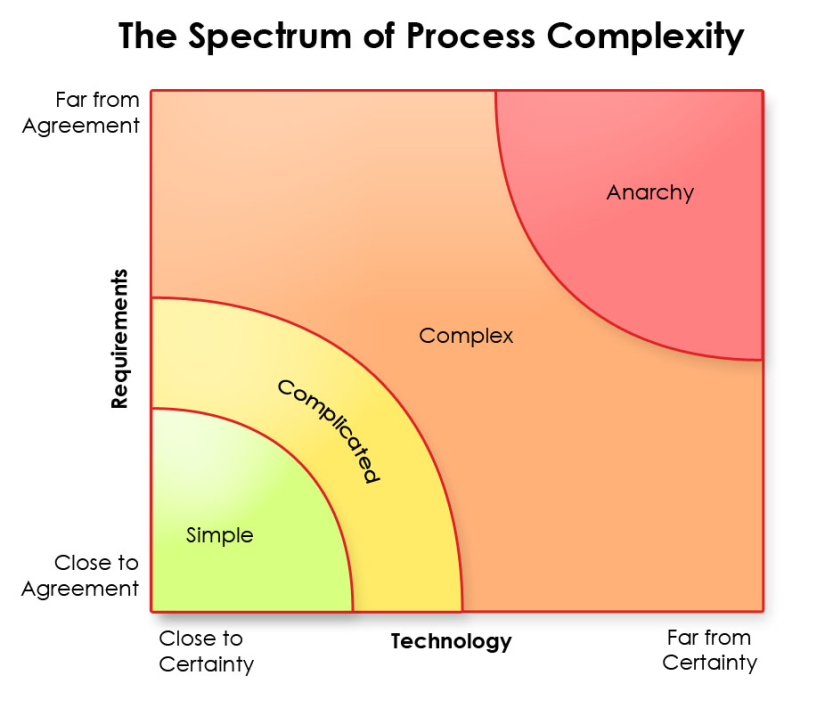 The Spectrum of Process Complexity
Far from
Agreement
Anarchy
Requirements
Complex
Complicated
Simple
Close to
Agreement
Close to
Certainty
Technology
Far from
Certainty